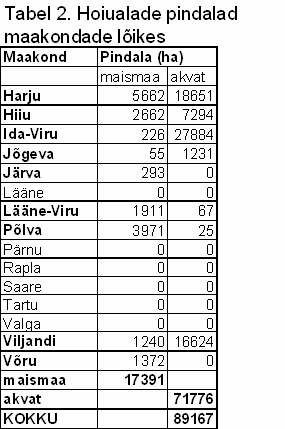 Tabel 2. Hoiualade pindalad
maakondade lõikes
Maakond Pindala (ha)
maismaa akvat
Harju 5662 18651
Hiiu 2662 7294
Ida-Viru 226 27884
Jõgeva 55 1231
Järva 293 0
Lääne 0 0
Lääne-Viru 1911 67
Põlva 3971 25
Pärnu 0 0
Rapla 0 0
Saare 0 0
Tartu 0 0
Valga 0 0
Viljandi 1240 16624
Võru 1372 0
maismaa 17391
akvat 71776
KOKKU 89167